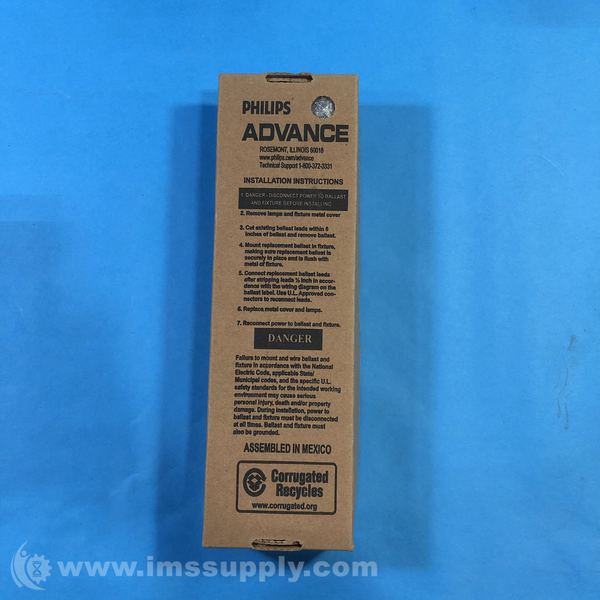 PHILIPS
ADVANCE
ROSEMONT, ILLINOIS 60018
www.philips.com/advance
Technical Support 1-800-372-3331
INSTALLATION INSTRUCTIONS
1. DANGER - DISCONNECT POWER TO BALLAST
AND FIXTURE BEFORE INSTALLING
2. Remove lamps and fixture metal cover
3. Cut existing ballast leads within 6
inches of ballast and remove ballast.
4. Mount replacement ballast in fixture,
making sure replacement ballast is
securely in place and is flush with
metal of fixture.
5. Connect replacement ballast leads
after stripping leads ½ inch in accor-
dance with the wiring diagram on the
ballast label. Use U.L. Approved con-
nectors to reconnect leads.
6. Replace metal cover and lamps.
7. Reconnect power to ballast and fixture.
DANGER
Failure to mount and wire ballast and
fixture in accordance with the National
Electric Code, applicable State/
Municipal codes, and the specific U.L.
safety standards for the intended working
environment may cause serious
personal injury, death and/or property
damage. During installation, power to
ballast and fixture must be disconnected
at all times. Ballast and fixture must
also be grounded.
ASSEMBLED IN MEXICO
Corrugated
Recycles
www.corrugated.org
www.imssupply.com